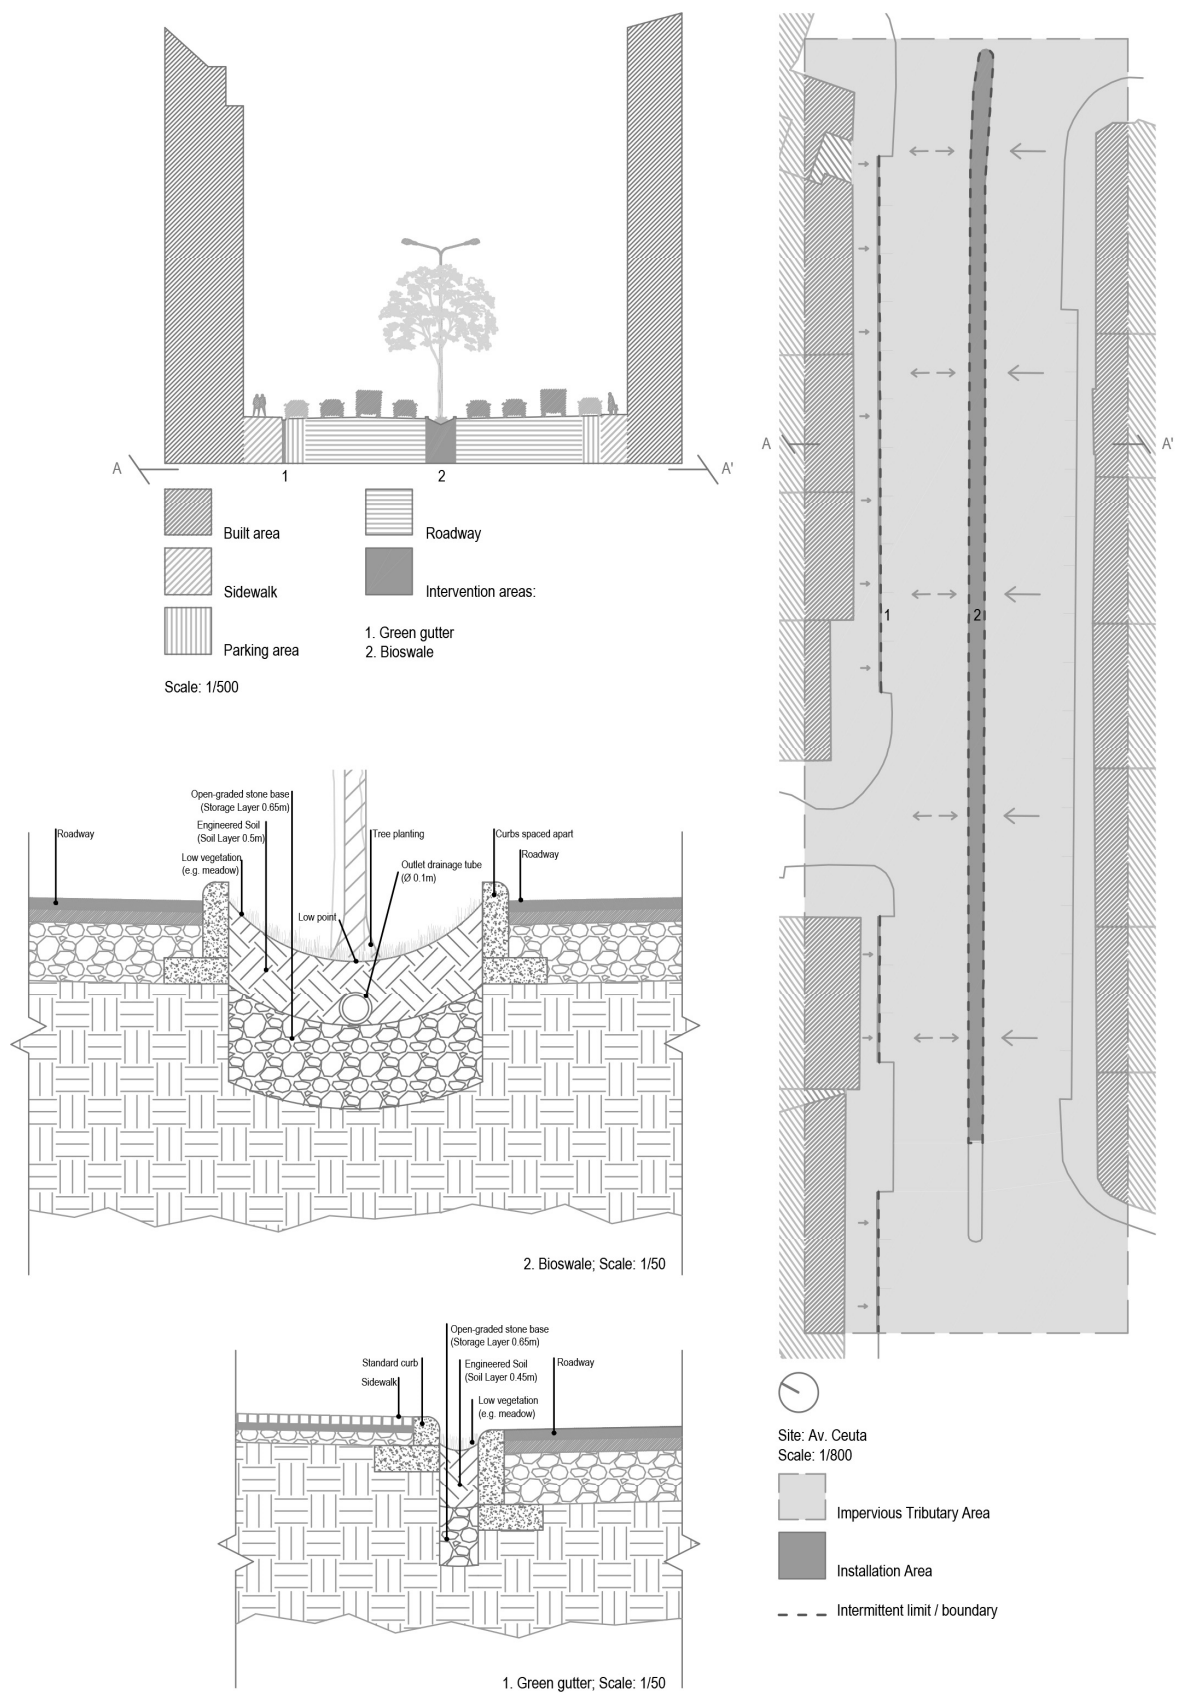 A
A'
1
2
Built area
Roadway
Sidewalk
Intervention areas:
Parking area
1. Green gutter
2. Bioswale
Scale: 1/500
A
A'
1
2
Open-graded stone base
(Storage Layer 0.65m)
Engineered Soil
(Soil Layer 0.5m)
Low vegetation
(e.g. meadow)
Roadway
Low point
Tree planting
Outlet drainage tube
(Ø 0.1m)
Curbs spaced apart
Roadway
2. Bioswale; Scale: 1/50
Open-graded stone base
(Storage Layer 0.65m)
Standard curb
Sidewalk
Engineered Soil
(Soil Layer 0.45m)
Roadway
Low vegetation
(e.g. meadow)
1. Green gutter; Scale: 1/50
Site: Av. Ceuta
Scale: 1/800
Impervious Tributary Area
Installation Area
Intermittent limit / boundary